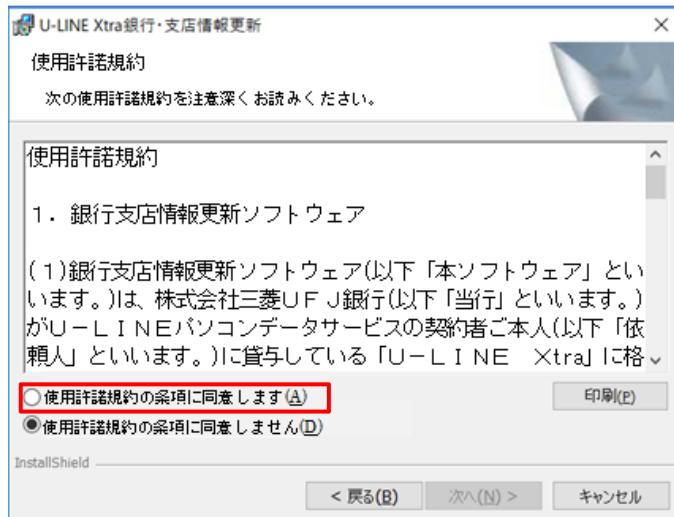 U-LINE Xtra銀行・支店情報更新
使用許諾規約
次の使用許諾規約を注意深くお読みください。
使用許諾規約
１．銀行支店情報更新ソフトウェア
(１)銀行支店情報更新ソフトウェア(以下「本ソフトウェア」とい
います。)は、株式会社三菱ＵＦＪ銀行(以下「当行」といいます。)
がＵ－ＬＩＮＥパソコンデータサービスの契約者ご本人(以下「依
頼人」といいます。)に貸与している「Ｕ－ＬＩＮＥ　Xtra」に格
使用許諾規約の条項に同意します(A)
印刷(P)
使用許諾規約の条項に同意しません(D)
InstallShield
< 戻る(B)
次へ(N) >
キャンセル